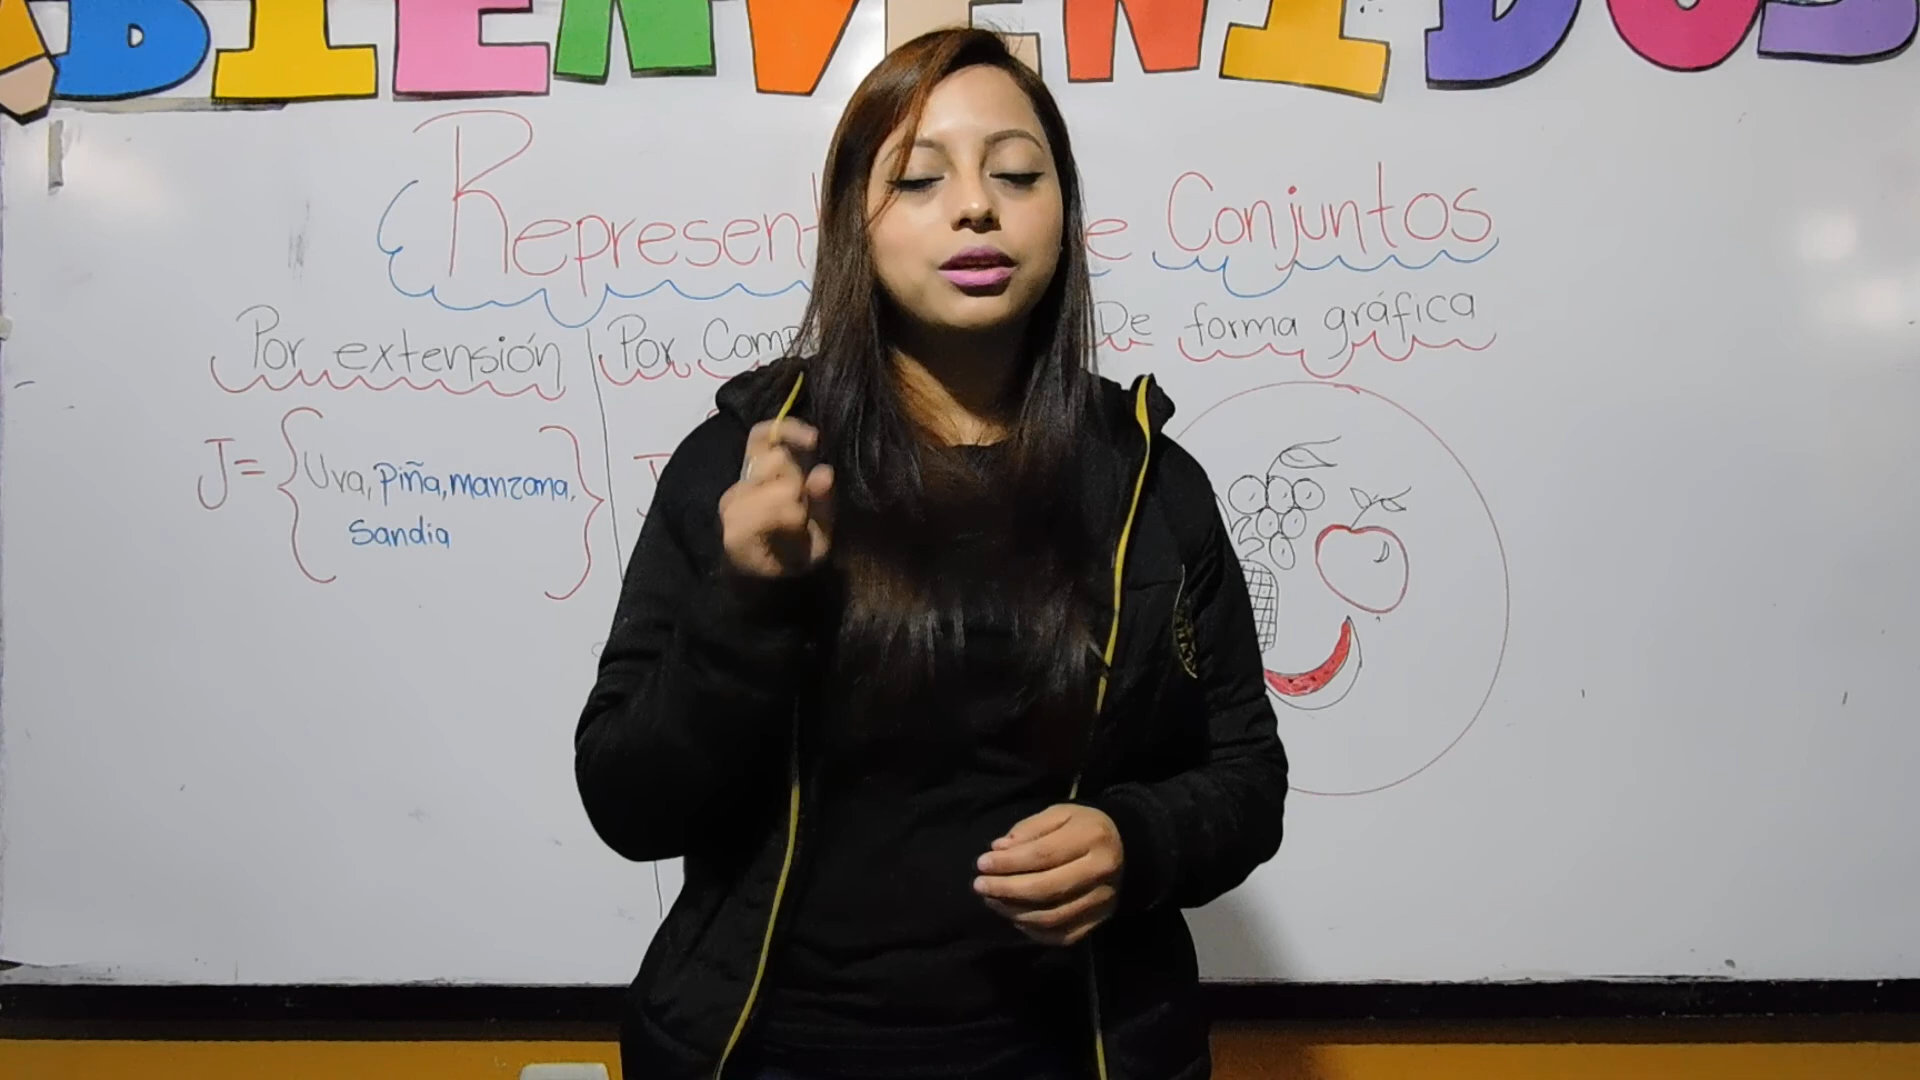 BIENVENIDOS
Represent e Conjuntos
Por extensión
Por Comp
De forma gráfica
J= {Uva, Piña, manzana,
Sandia}